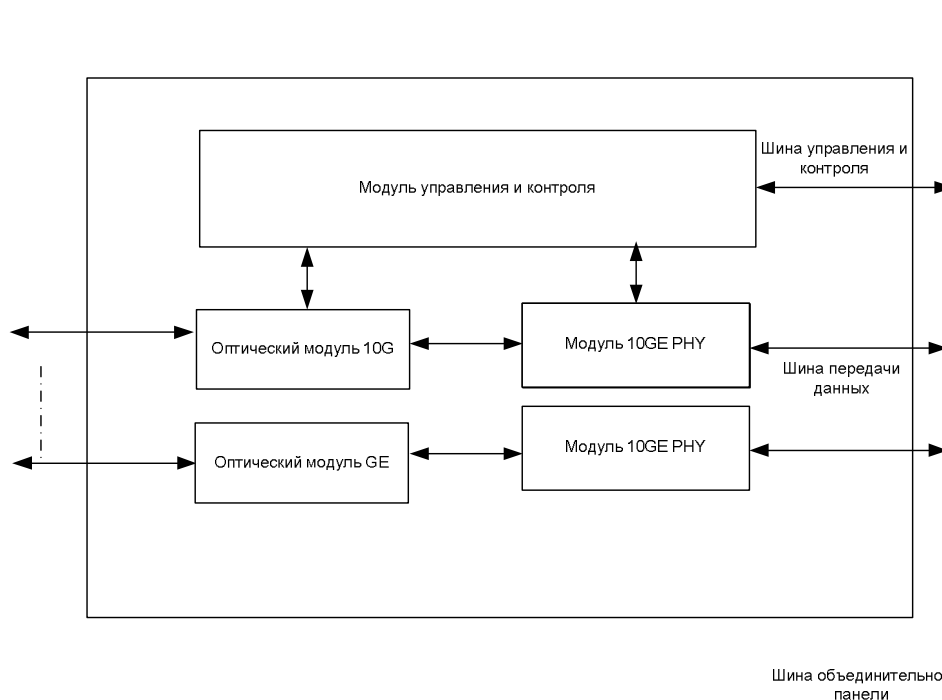 Шина управления и
контроля
Модуль управления и контроля
Оптический модуль 10G
Модуль 10GE PHY
Шина передачи
данных
Оптический модуль GE
Модуль 10GE PHY
Шина объединительно
панели